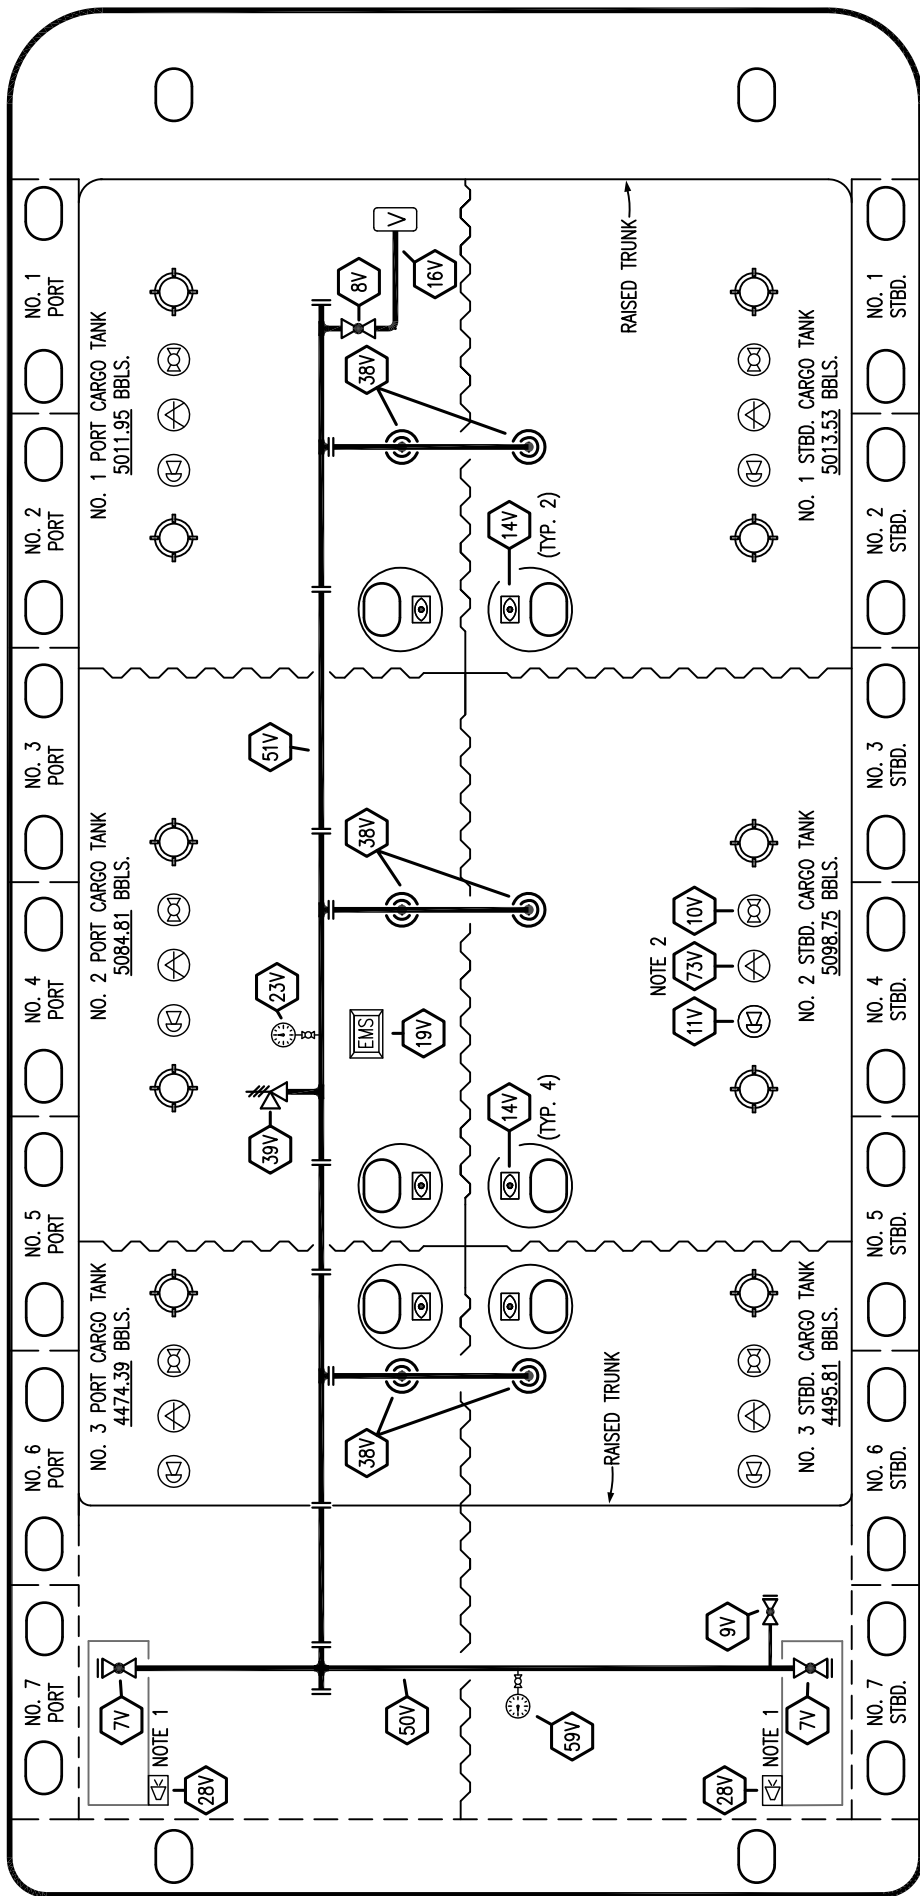 NO. 1
PORT
NO. 2
PORT
NO. 3
PORT
NO. 4
PORT
NO. 5
PORT
NO. 6
PORT
NO. 7
PORT
NO. 1 PORT CARGO TANK
5011.95 BBLS.
NO. 2 PORT CARGO TANK
5084.81 BBLS.
NO. 3 PORT CARGO TANK
4474.39 BBLS.
V
16V
8V
38V
51V
38V
23V
EMS
19V
39V
38V
7V
NOTE 1
28V
50V
59V
RAISED TRUNK
14V
(TYP. 2)
14V
(TYP. 4)
RAISED TRUNK
NOTE 2
10V
73V
11V
9V
7V
NOTE 1
28V
NO. 1 STBD. CARGO TANK
5013.53 BBLS.
NO. 2 STBD. CARGO TANK
5098.75 BBLS.
NO. 3 STBD. CARGO TANK
4495.81 BBLS.
NO. 1
STBD.
NO. 2
STBD.
NO. 3
STBD.
NO. 4
STBD.
NO. 5
STBD.
NO. 6
STBD.
NO. 7
STBD.